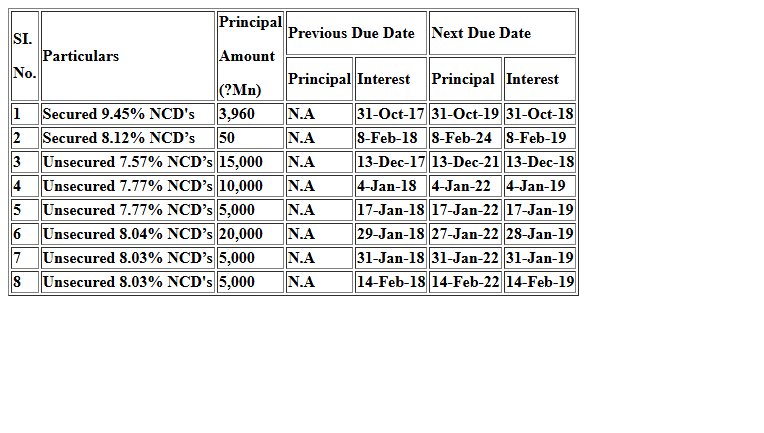 SI. No. Particulars Principal Amount (?Mn) Previous Due Date Next Due Date
Principal Interest Principal Interest
1 Secured 9.45% NCD's 3,960 N.A 31-Oct-17 31-Oct-19 31-Oct-18
2 Secured 8.12% NCD’s 50 N.A 8-Feb-18 8-Feb-24 8-Feb-19
3 Unsecured 7.57% NCD’s 15,000 N.A 13-Dec-17 13-Dec-21 13-Dec-18
4 Unsecured 7.77% NCD’s 10,000 N.A 4-Jan-18 4-Jan-22 4-Jan-19
5 Unsecured 7.77% NCD’s 5,000 N.A 17-Jan-18 17-Jan-22 17-Jan-19
6 Unsecured 8.04% NCD’s 20,000 N.A 29-Jan-18 27-Jan-22 28-Jan-19
7 Unsecured 8.03% NCD’s 5,000 N.A 31-Jan-18 31-Jan-22 31-Jan-19
8 Unsecured 8.03% NCD's 5,000 N.A 14-Feb-18 14-Feb-22 14-Feb-19